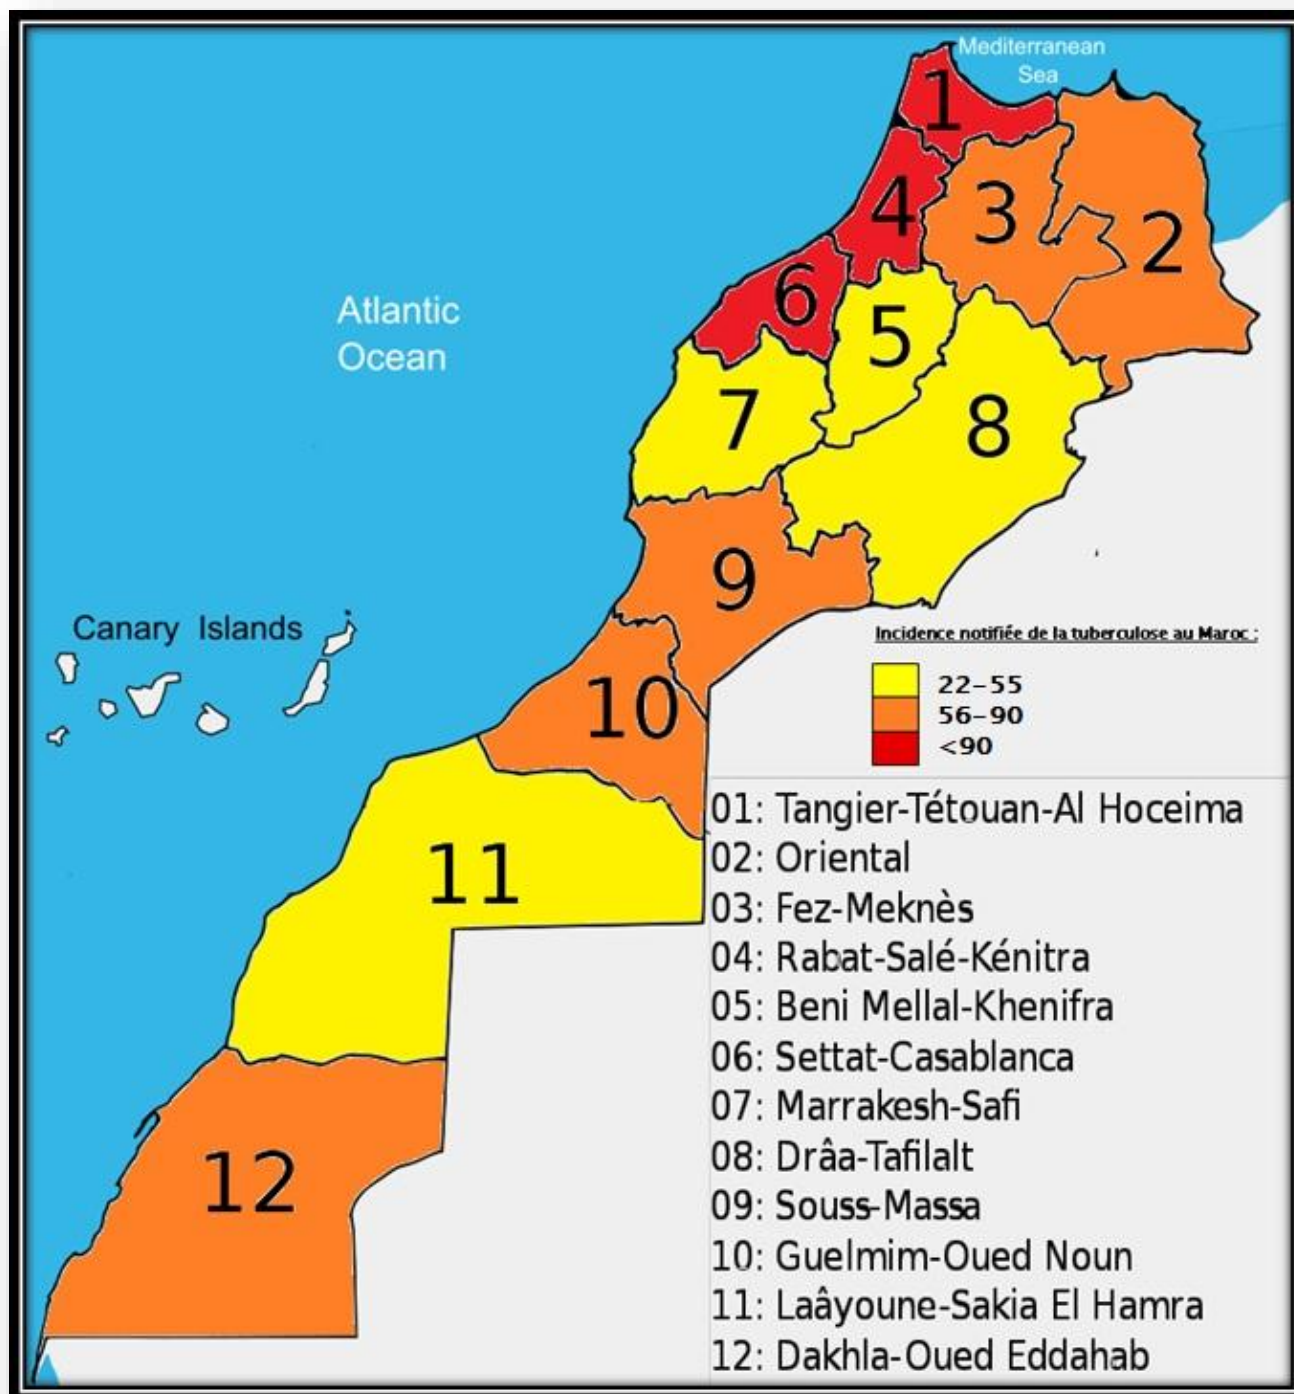 Mediterranean
Sea
1
4
3
2
6
Atlantic
Ocean
5
7
8
9
Canary Islands
Incidence notifiée de la tuberculose au Maroc :
10
22-55
56-90
<90
01: Tangier-Tétouan-Al Hoceima
11
02: Oriental
03: Fez-Meknès
04: Rabat-Salé-Kénitra
05: Beni Mellal-Khenifra
06: Settat-Casablanca
07: Marrakesh-Safi
08: Drâa-Tafilalt
12
09: Souss-Massa
10: Guelmim-Oued Noun
11: Laâyoune-Sakia El Hamra
12: Dakhla-Oued Eddahab